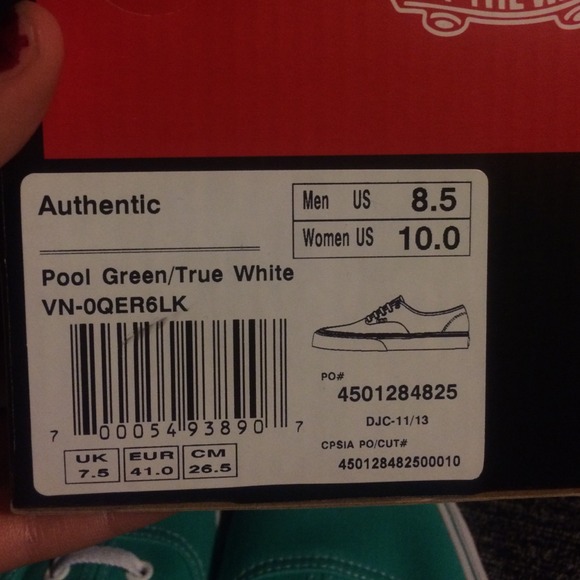 THE
Authentic
Men US 8.5
Women US 10.0
Pool Green/True White
VN-0QER6LK
PO#
4501284825
DJC-11/13
CPSIA PO/CUT#
450128482500010
7 00054 93890 7
UK 7.5
EUR 41.0
CM 26.5